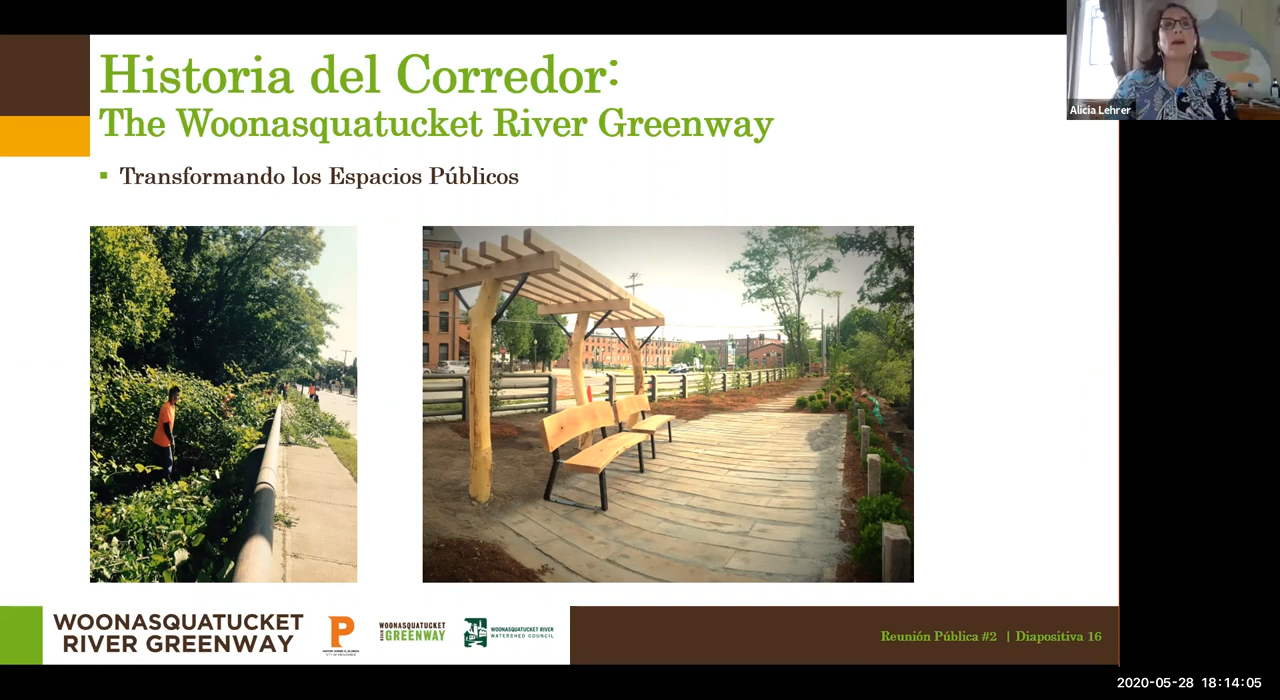 Historia del Corredor:
The Woonasquatucket River Greenway
Transformando los Espacios Públicos
Alicia Lehrer
WOONASQUATUCKET
RIVER GREENWAY
P
WOONASQUATUCKET
RIVER GREENWAY
WOONASQUATUCKET RIVER
WATERSHED COUNCIL
Reunión Pública #2 | Diapositiva 16
2020-05-28 18:14:05